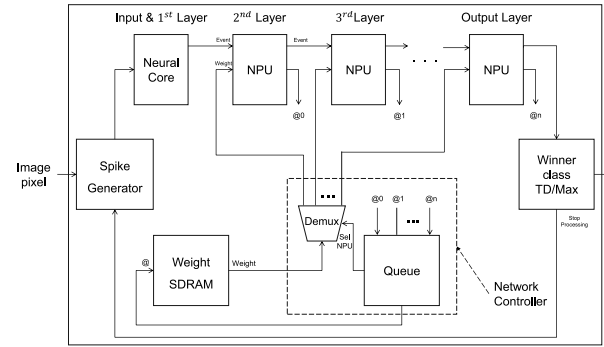 Input & 1st Layer
2nd Layer
3rd Layer
Output Layer
Event
Event
Neural
Core
NPU
NPU
NPU
. . .
Weight
@0
@1
@n
Image
pixel
Spike
Generator
Winner
class
TD/Max
Demux
@0
@1
@n
Stop
Processing
Sel
NPU
@
Weight
SDRAM
Weight
Queue
Network
Controller